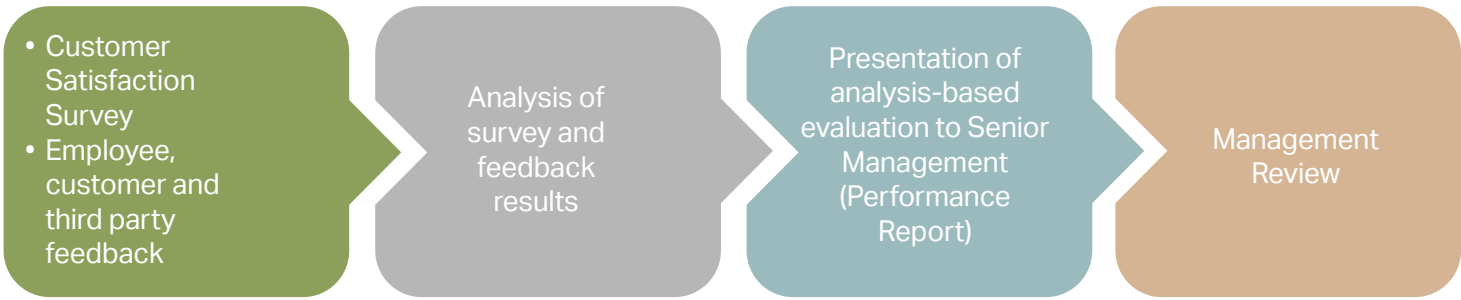 • Customer
Satisfaction
Survey
• Employee,
customer and
third party
feedback
Analysis of
survey and
feedback
results
Presentation of
analysis-based
evaluation to Senior
Management
(Performance
Report)
Management
Review